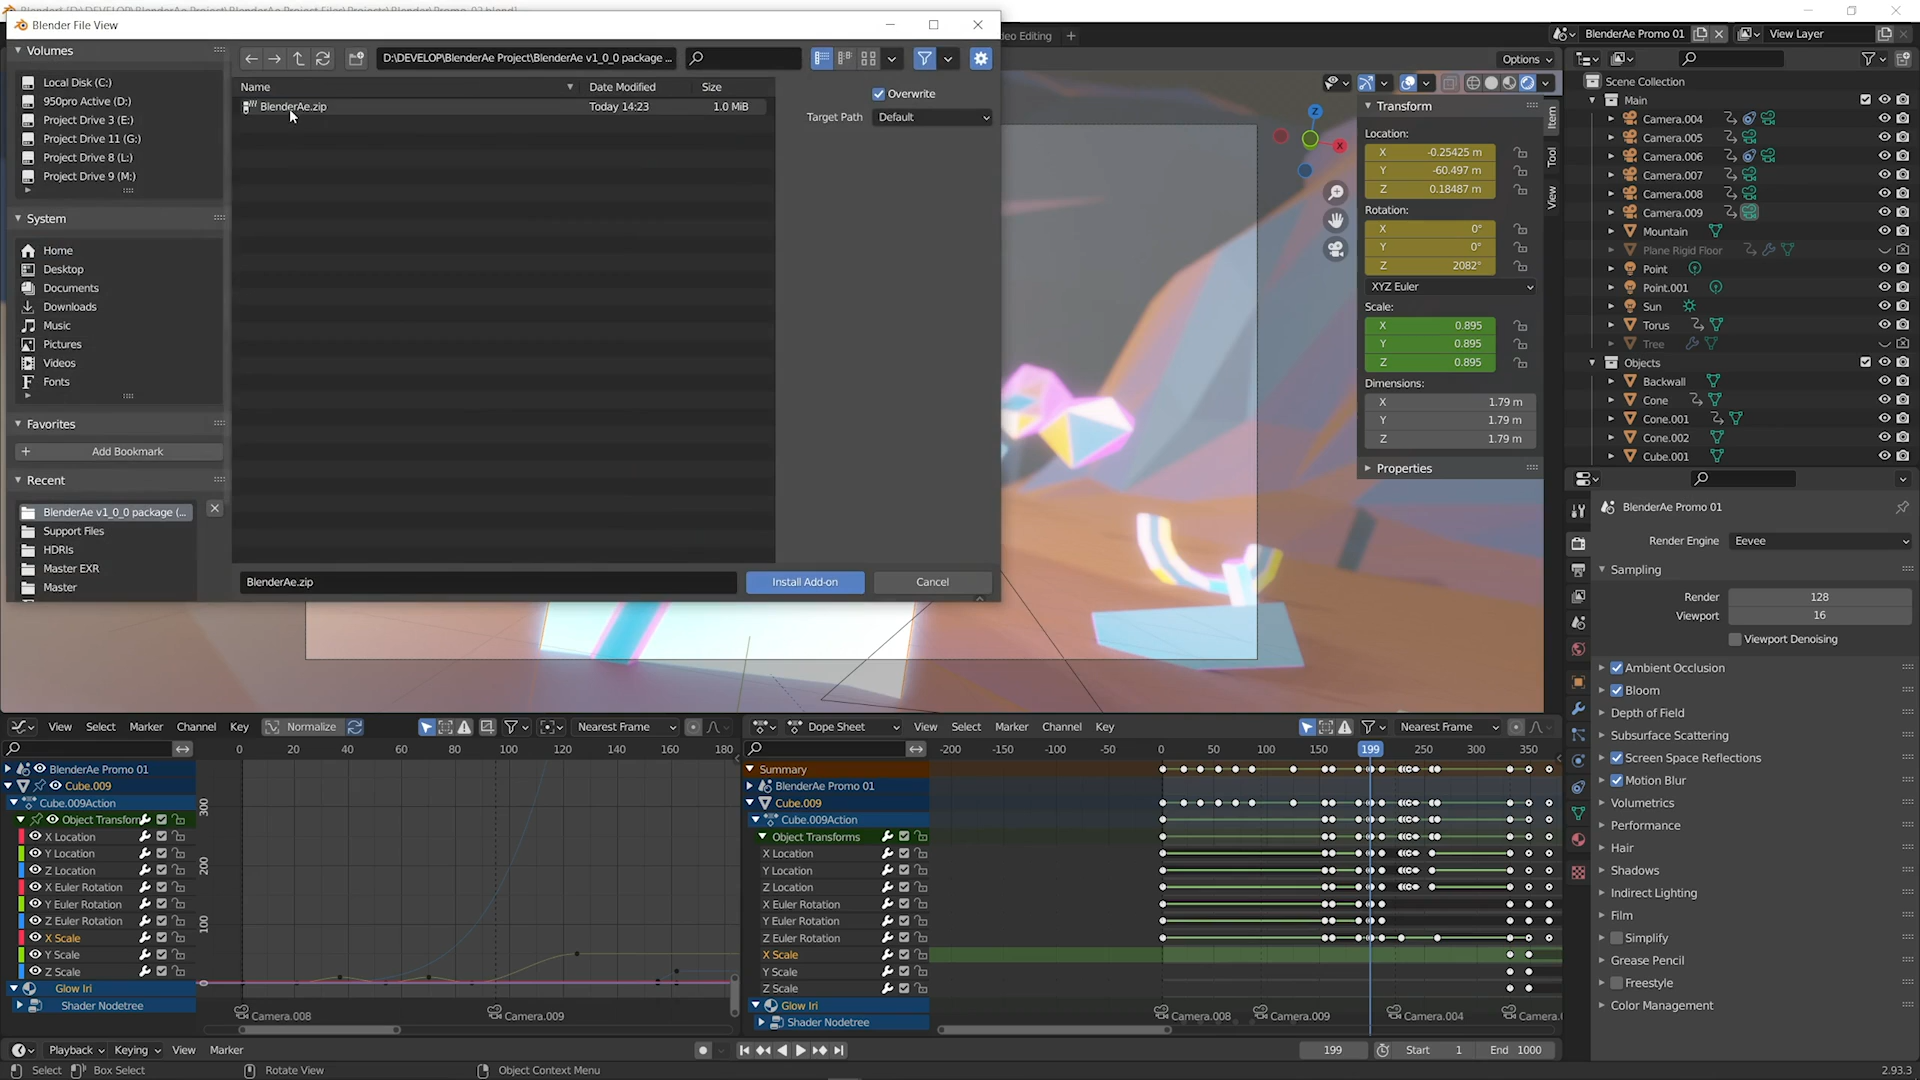 Blender File View
Volumes
Local Disk (C:)
950pro Active (D:)
Project Drive 3 (E:)
Project Drive 11 (G:)
Project Drive 8 (L:)
Project Drive 9 (M:)
System
Home
Desktop
Documents
Downloads
Music
Pictures
Videos
Fonts
Favorites
Add Bookmark
Recent
BlenderAe v1_0_0 package (...
Support Files
HDRIs
Master EXR
Master
D:\DEVELOP\BlenderAe Project\BlenderAe v1_0_0 package ...
Name Date Modified Size
BlenderAe.zip Today 14:23 1.0 MiB
Overwrite
Target Path Default
BlenderAe.zip Install Add-on Cancel
deo Editing +
BlenderAe Promo 01 View Layer
Options
Item
Tool
View
Z
X
Transform
Location:
X -0.25425 m
Y -60.497 m
Z 0.18487 m
Rotation:
X 0°
Y 0°
Z 2082°
XYZ Euler
Scale:
X 0.895
Y 0.895
Z 0.895
Dimensions:
X 1.79 m
Y 1.79 m
Z 1.79 m
Properties
Scene Collection
Main
Camera.004
Camera.005
Camera.006
Camera.007
Camera.008
Camera.009
Mountain
Plane Rigid Floor
Point
Point.001
Sun
Torus
Tree
Objects
Backwall
Cone
Cone.001
Cone.002
Cube.001
BlenderAe Promo 01
Render Engine Eevee
Sampling
Render 128
Viewport 16
Viewport Denoising
Ambient Occlusion
Bloom
Depth of Field
Subsurface Scattering
Screen Space Reflections
Motion Blur
Volumetrics
Performance
Hair
Shadows
Indirect Lighting
Film
Simplify
Grease Pencil
Freestyle
Color Management
View Select Marker Channel Key Normalize Nearest Frame
0 20 40 60 80 100 120 140 160 180
BlenderAe Promo 01
Cube.009
Cube.009Action
Object Transform
X Location
Y Location
Z Location
X Euler Rotation
Y Euler Rotation
Z Euler Rotation
X Scale
Y Scale
Z Scale
Glow Iri
Shader Nodetree
300
200
100
0
Camera.008 Camera.009
Dope Sheet View Select Marker Channel Key Nearest Frame
-200 -150 -100 -50 0 50 100 150 199 250 300 350
Summary
BlenderAe Promo 01
Cube.009
Cube.009Action
Object Transforms
X Location
Y Location
Z Location
X Euler Rotation
Y Euler Rotation
Z Euler Rotation
X Scale
Y Scale
Z Scale
Glow Iri
Shader Nodetree
Camera.008 Camera.009 Camera.004 Camera.0
Playback Keying View Marker 199 Start 1 End 1000
Select Box Select Rotate View Object Context Menu 2.93.3